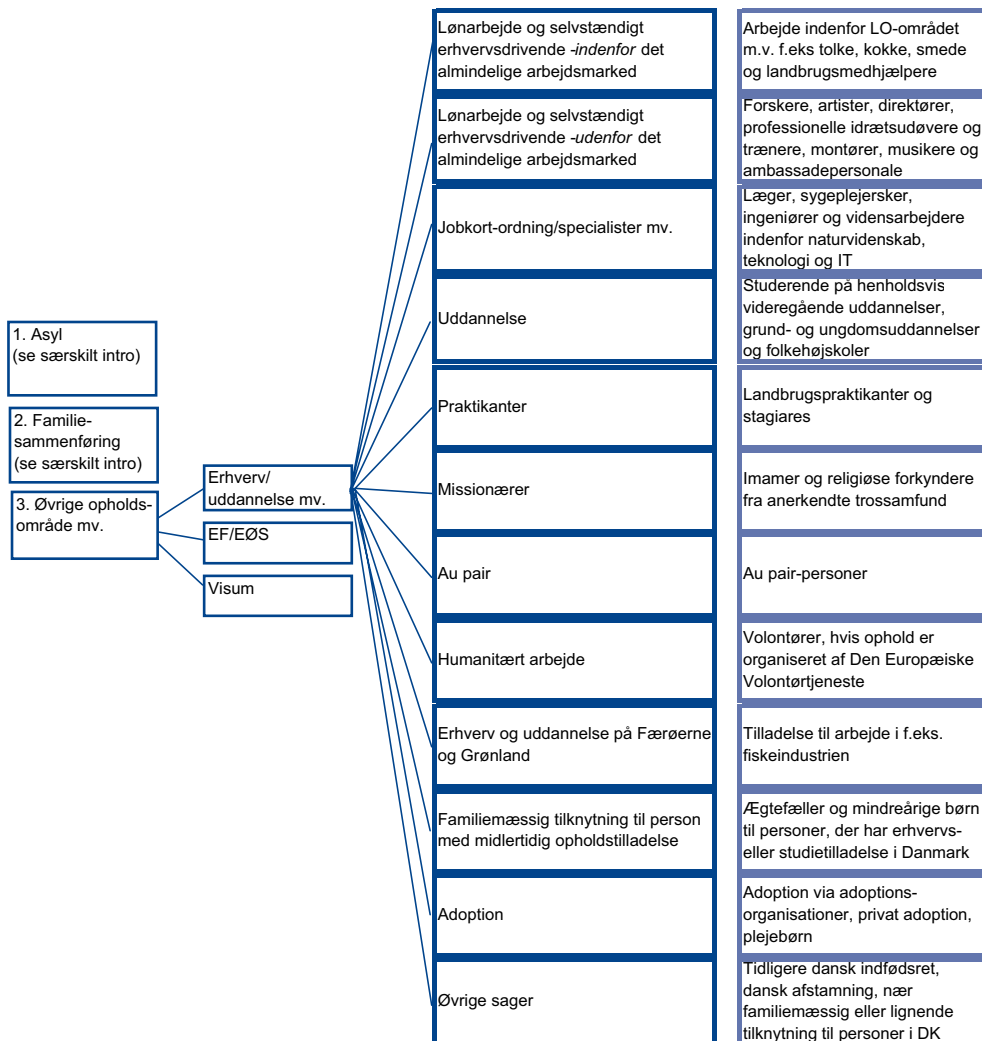 1. Asyl
(se særskilt intro)
2. Familie-
sammenføring
(se særskilt intro)
3. Øvrige opholds-
område mv.
Erhverv/
uddannelse mv.
EF/EØS
Visum
Lønarbejde og selvstændigt
erhvervsdrivende -indenfor det
almindelige arbejdsmarked
Arbejde indenfor LO-området
m.v. f.eks tolke, kokke, smede
og landbrugsmedhjælpere
Lønarbejde og selvstændigt
erhvervsdrivende -udenfor det
almindelige arbejdsmarked
Forskere, artister, direktører,
professionelle idrætsudøvere og
trænere, montører, musikere og
ambassadepersonale
Jobkort-ordning/specialister mv.
Læger, sygeplejersker,
ingeniører og vidensarbejdere
indenfor naturvidenskab,
teknologi og IT
Uddannelse
Studerende på henholdsvis
videregående uddannelser,
grund- og ungdomsuddannelser
og folkehøjskoler
Praktikanter
Landbrugspraktikanter og
stagiares
Missionærer
Imamer og religiøse forkyndere
fra anerkendte trossamfund
Au pair
Au pair-personer
Humanitært arbejde
Volontører, hvis ophold er
organiseret af Den Europæiske
Volontørtjeneste
Erhverv og uddannelse på Færøerne
og Grønland
Tilladelse til arbejde i f.eks.
fiskeindustrien
Familiemæssig tilknytning til person
med midlertidig opholdstilladelse
Ægtefæller og mindreårige børn
til personer, der har erhvervs-
eller studietilladelse i Danmark
Adoption
Adoption via adoptions-
organisationer, privat adoption,
plejebørn
Øvrige sager
Tidligere dansk indfødsret,
dansk afstamning, nær
familiemæssig eller lignende
tilknytning til personer i DK